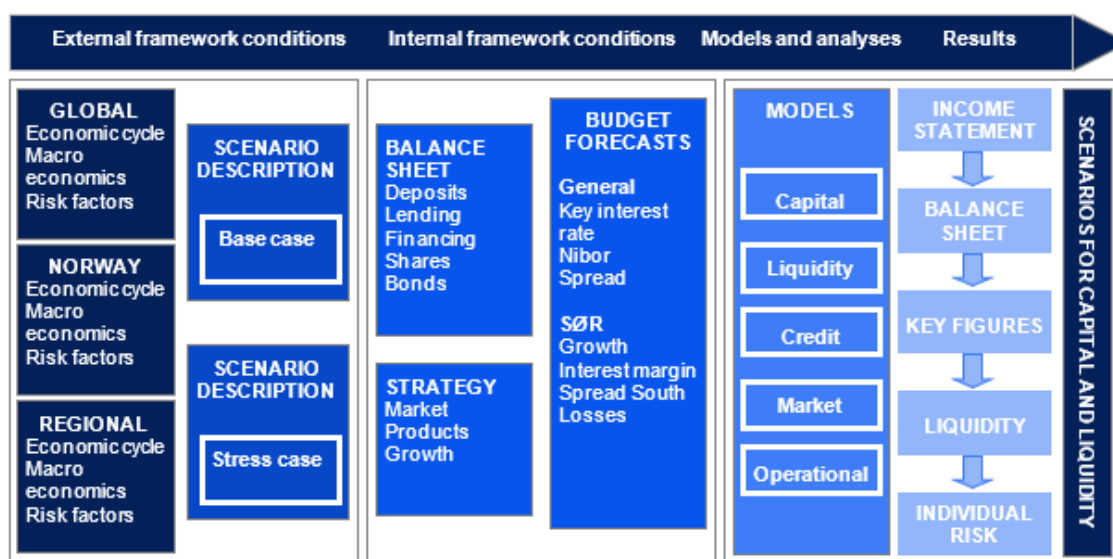 External framework conditions
Internal framework conditions
Models and analyses
Results
GLOBAL
Economic cycle
Macro
economics
Risk factors
NORWAY
Economic cycle
Macro
economics
Risk factors
REGIONAL
Economic cycle
Macro
economics
Risk factors
SCENARIO
DESCRIPTION
Base case
SCENARIO
DESCRIPTION
Stress case
BALANCE
SHEET
Deposits
Lending
Financing
Shares
Bonds
STRATEGY
Market
Products
Growth
BUDGET
FORECASTS
General
Key interest
rate
Nibor
Spread
SØR
Growth
Interest margin
Spread South
Losses
MODELS
Capital
Liquidity
Credit
Market
Operational
INCOME
STATEMENT
BALANCE
SHEET
KEY FIGURES
LIQUIDITY
INDIVIDUAL
RISK
SCENARIOS FOR CAPITAL AND LIQUIDITY